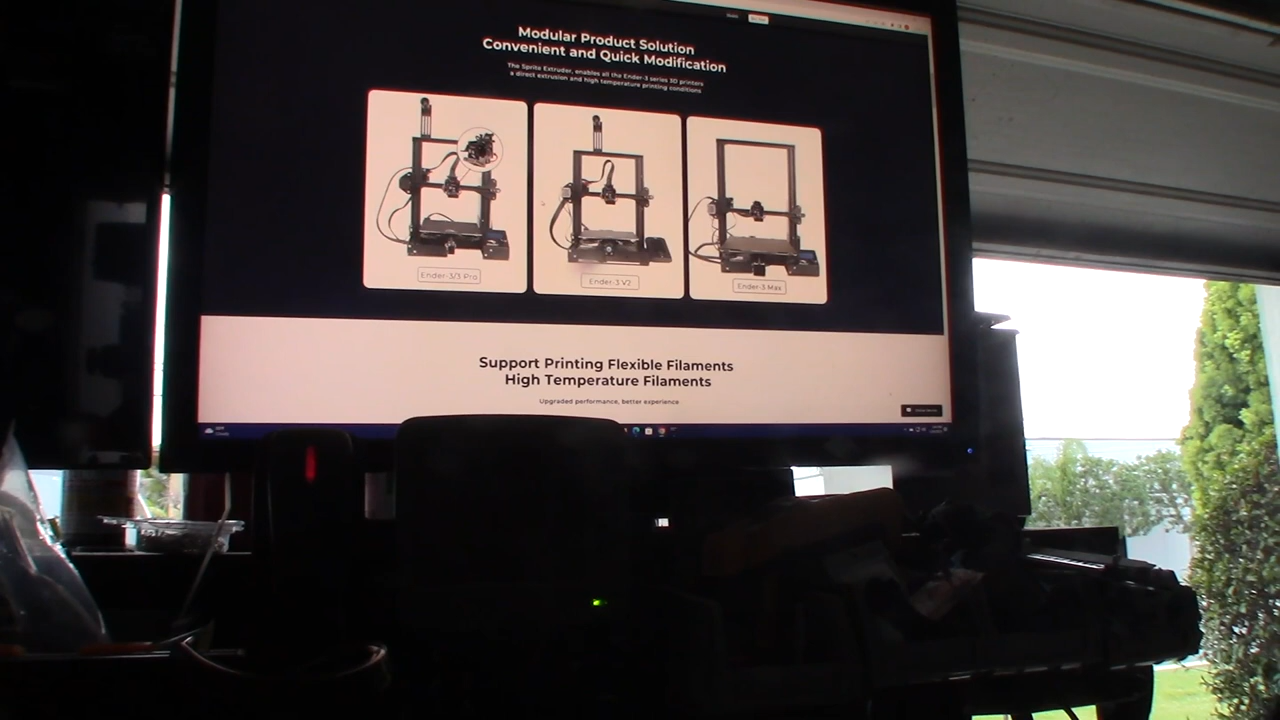 Modular Product Solution
Convenient and Quick Modification
The Sprite Extruder, enables all the Ender-3 series 3D printers
a direct extrusion and high temperature printing conditions
Ender-3/3 Pro
Ender-3 V2
Ender-3 Max
Support Printing Flexible Filaments
High Temperature Filaments
Upgraded performance, better experience